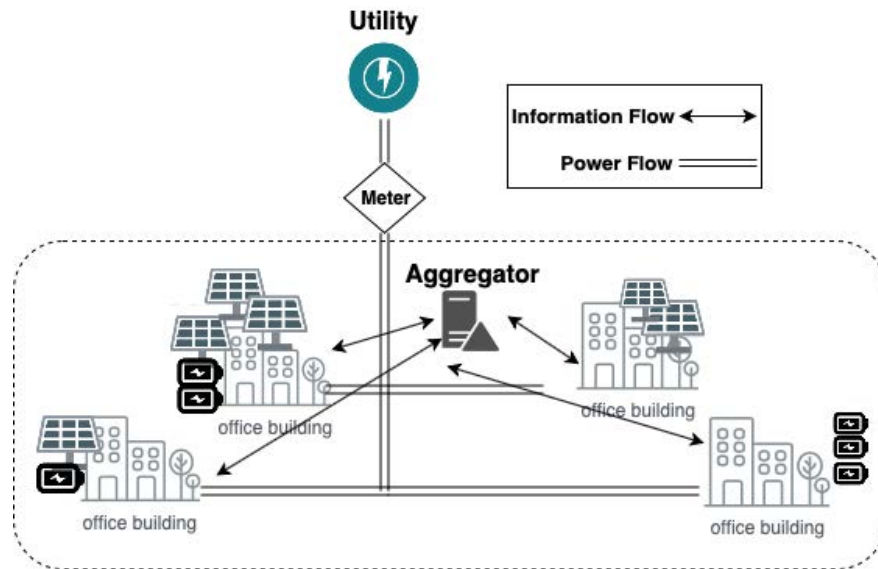 Utility
Information Flow
Power Flow
Meter
Aggregator
office building
office building
office building
office building